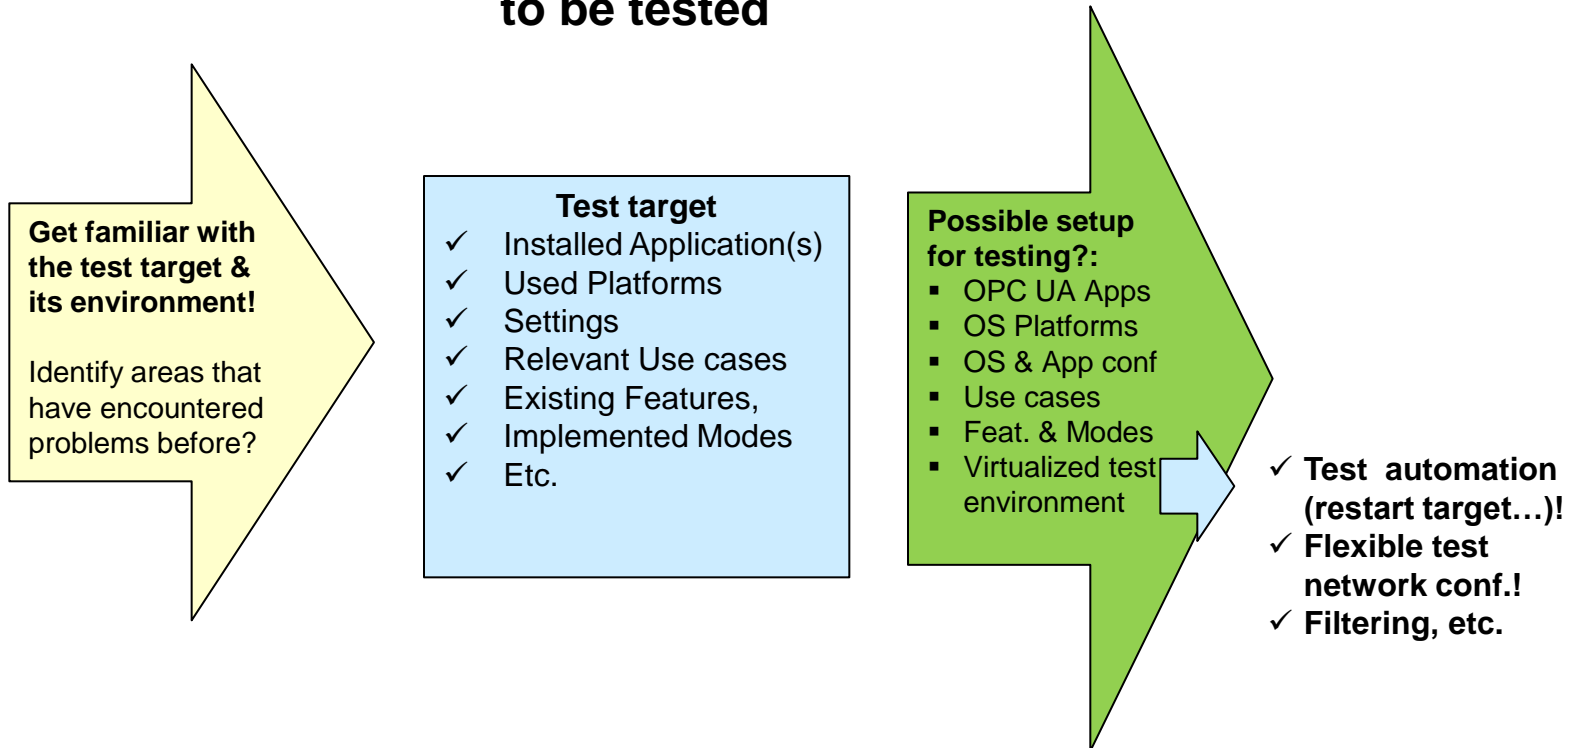 to be tested
Get familiar with
the test target &
its environment!
Identify areas that
have encountered
problems before?
Test target
✓ Installed Application(s)
✓ Used Platforms
✓ Settings
✓ Relevant Use cases
✓ Existing Features,
✓ Implemented Modes
✓ Etc.
Possible setup
for testing?:
▪ OPC UA Apps
▪ OS Platforms
▪ OS & App conf
▪ Use cases
▪ Feat. & Modes
▪ Virtualized test
environment
✓ Test automation
(restart target…)!
✓ Flexible test
network conf.!
✓ Filtering, etc.